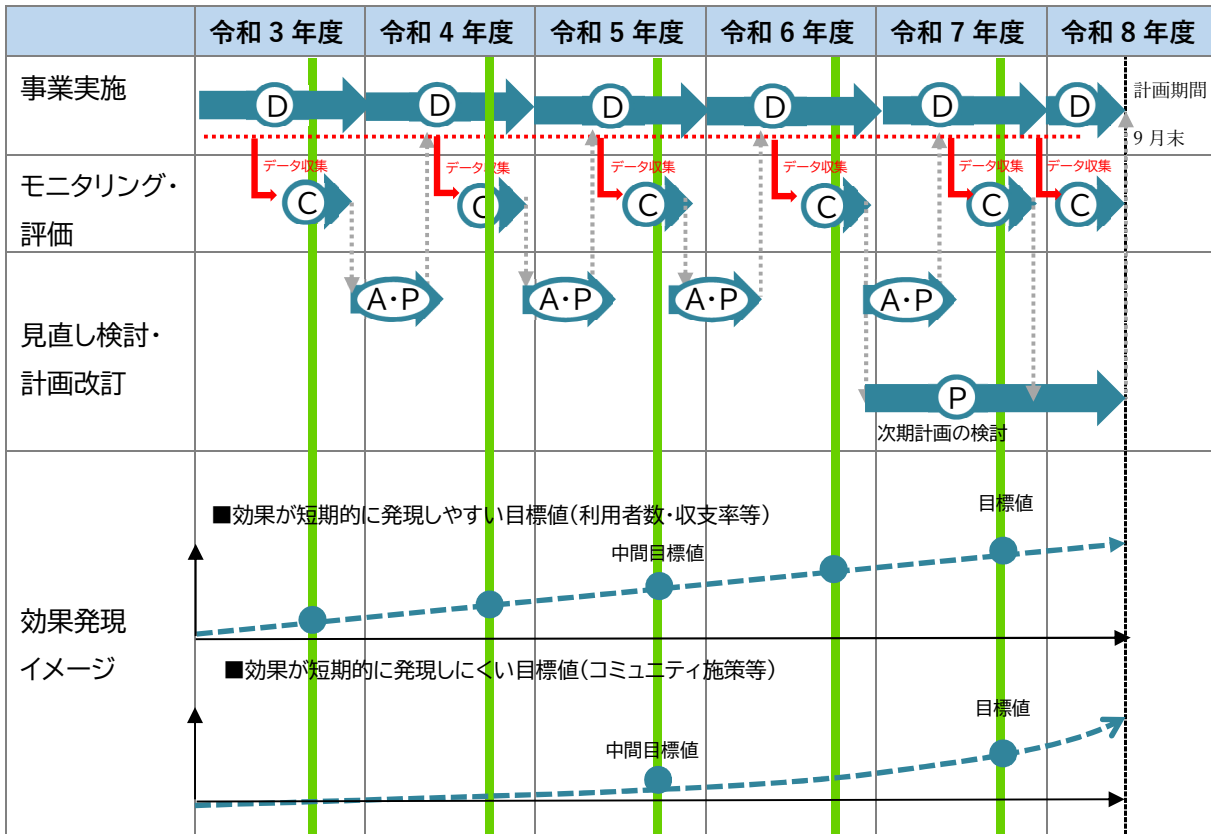 令和3年度 令和4年度 令和5年度 令和6年度 令和7年度 令和8年度
事業実施
D D D D D D
計画期間
9月末
データ収集 データ収集 データ収集 データ収集 データ収集 データ収集
モニタリング・
評価
C C C C C C
A・P A・P A・P A・P
見直し検討・
計画改訂
P
次期計画の検討
■効果が短期的に発現しやすい目標値(利用者数・収支率等)
目標値
中間目標値
効果発現
イメージ
■効果が短期的に発現しにくい目標値(コミュニティ施策等)
目標値
中間目標値